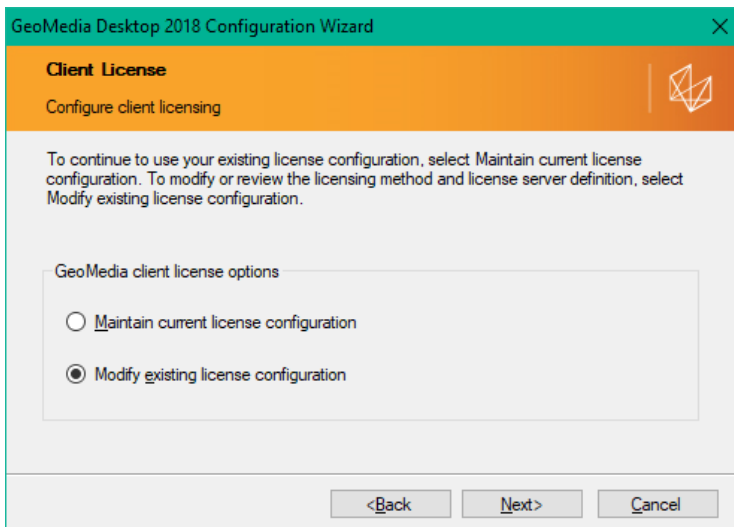 GeoMedia Desktop 2018 Configuration Wizard
Client License
Configure client licensing
To continue to use your existing license configuration, select Maintain current license
configuration. To modify or review the licensing method and license server definition, select
Modify existing license configuration.
GeoMedia client license options
Maintain current license configuration
Modify existing license configuration
<Back
Next>
Cancel